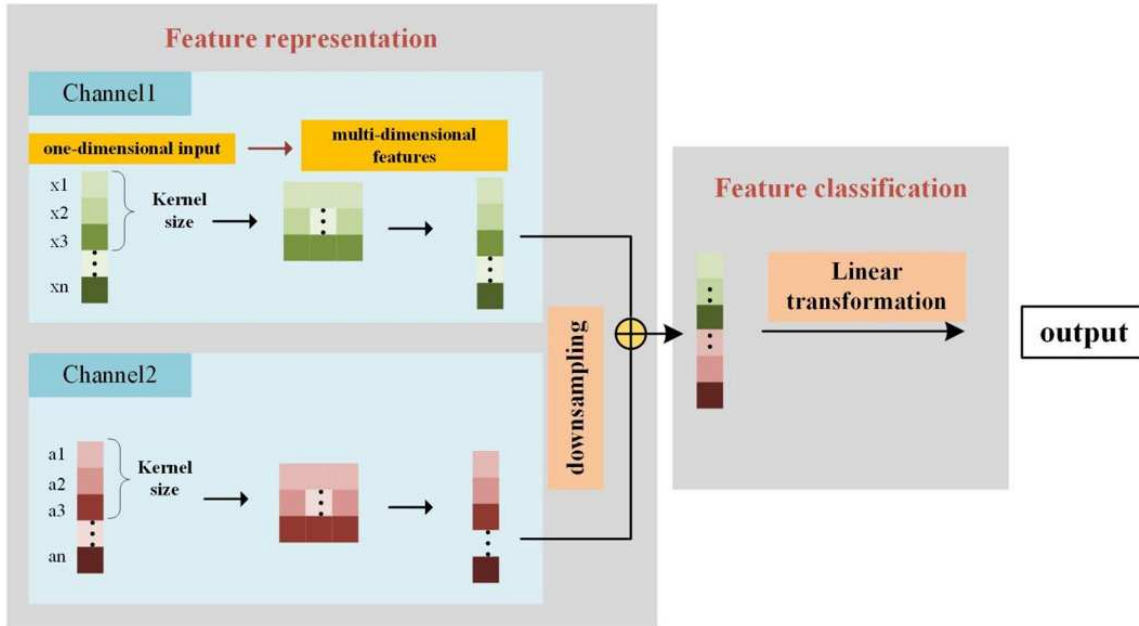 Feature representation
Channel1
one-dimensional input
multi-dimensional
features
x1
x2
x3
xn
Kernel
size
Channel2
a1
a2
a3
an
Kernel
size
downsampling
Feature classification
Linear
transformation
output